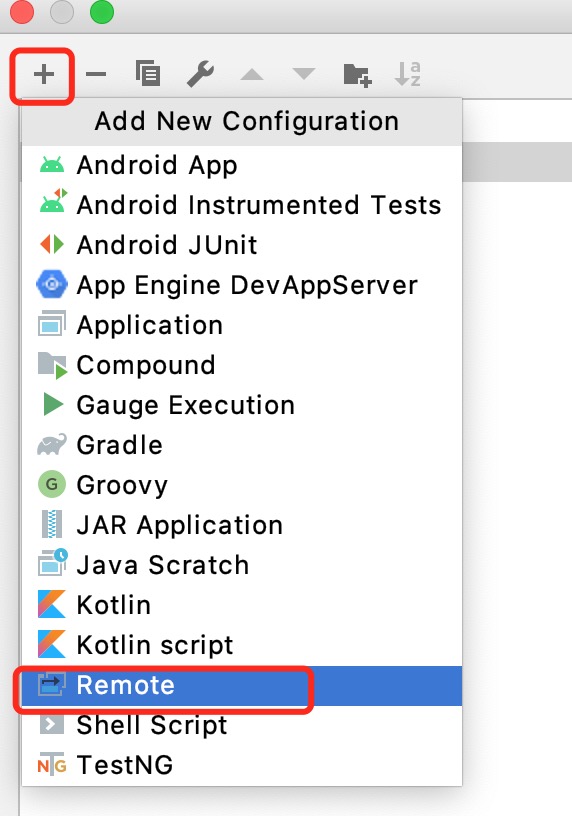 Add New Configuration
Android App
Android Instrumented Tests
Android JUnit
App Engine DevAppServer
Application
Compound
Gauge Execution
Gradle
G Groovy
JAR Application
Java Scratch
Kotlin
Kotlin script
Remote
Shell Script
NG TestNG